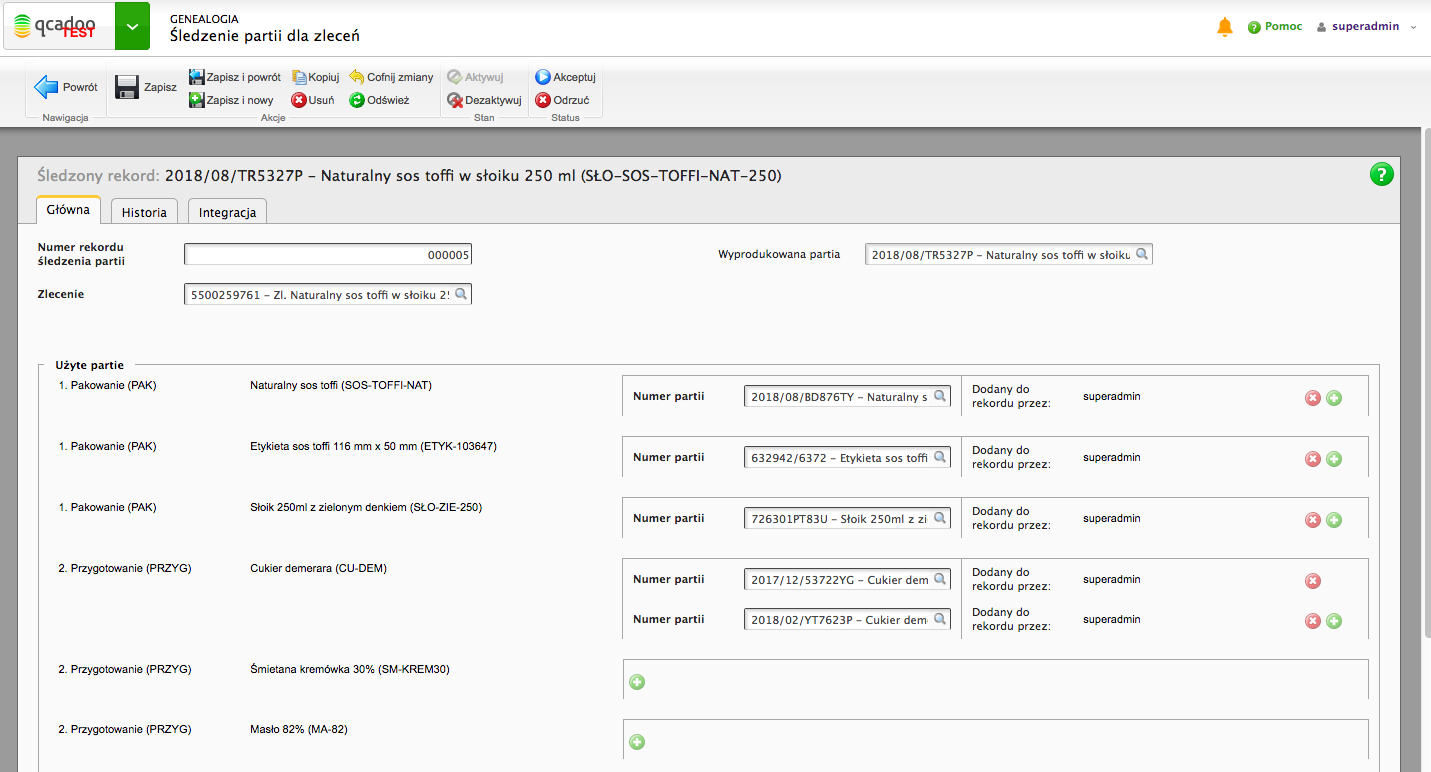 qcadoo
TEST
GENEALOGIA
Śledzenie partii dla zleceń
Pomoc
superadmin
Powrót
Nawigacja
Zapisz
Zapisz i powrót
Kopiuj
Cofnij zmiany
Zapisz i nowy
Usuń
Odśwież
Akcje
Aktywuj
Dezaktywuj
Stan
Akceptuj
Odrzuć
Status
Śledzony rekord: 2018/08/TR5327P – Naturalny sos toffi w słoiku 250 ml (SŁO-SOS-TOFFI-NAT-250)
Główna
Historia
Integracja
Numer rekordu
śledzenia partii
000005
Wyprodukowana partia
2018/08/TR5327P – Naturalny sos toffi w słoiku
Zlecenie
5500259761 – Zl. Naturalny sos toffi w słoiku 25
Użyte partie
1. Pakowanie (PAK)
Naturalny sos toffi (SOS-TOFFI-NAT)
Numer partii
2018/08/BD876TY – Naturalny s
Dodany do
rekordu przez:
superadmin
1. Pakowanie (PAK)
Etykieta sos toffi 116 mm x 50 mm (ETYK-103647)
Numer partii
632942/6372 – Etykieta sos toffi
Dodany do
rekordu przez:
superadmin
1. Pakowanie (PAK)
Słoik 250ml z zielonym denkiem (SŁO-ZIE-250)
Numer partii
726301PT83U – Słoik 250ml z zi
Dodany do
rekordu przez:
superadmin
2. Przygotowanie (PRZYG)
Cukier demerara (CU-DEM)
Numer partii
2017/12/53722YG – Cukier dem
Dodany do
rekordu przez:
superadmin
Numer partii
2018/02/YT7623P – Cukier dem
Dodany do
rekordu przez:
superadmin
2. Przygotowanie (PRZYG)
Śmietana kremówka 30% (SM-KREM30)
2. Przygotowanie (PRZYG)
Masło 82% (MA-82)